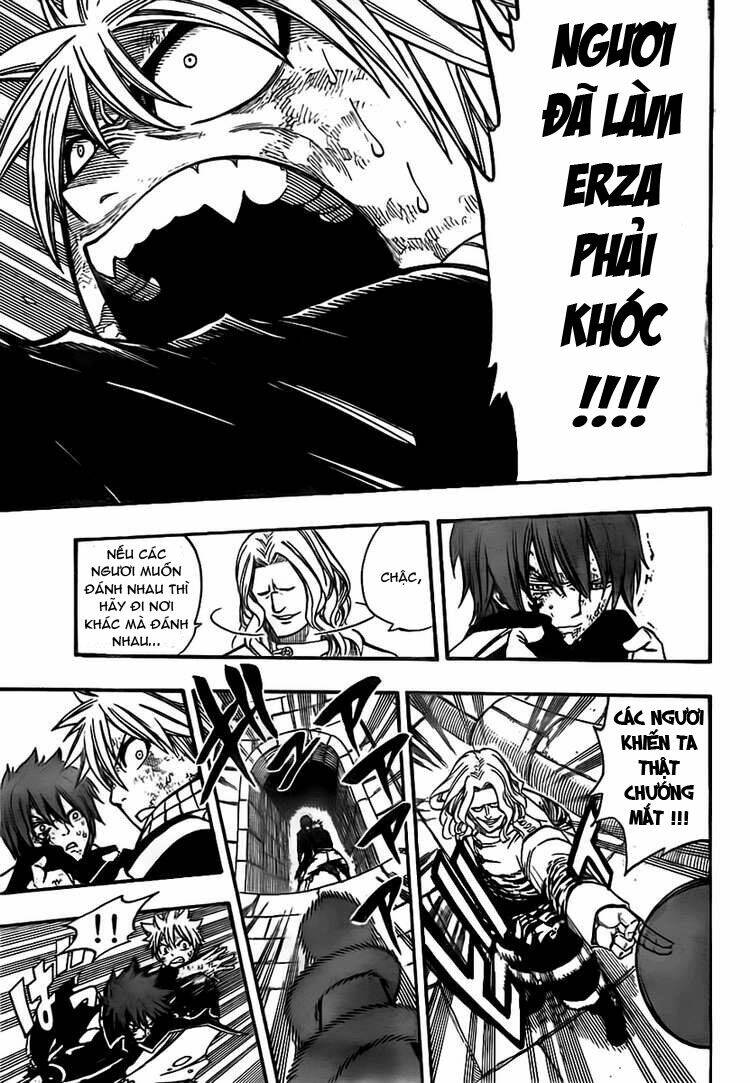 NGƯƠI
ĐÃ LÀM
ERZA
PHẢI
KHÓC
!!!!
CHẬC,
NẾU CÁC
NGƯƠI MUỐN
ĐÁNH NHAU THÌ
HÃY ĐI NƠI
KHÁC MÀ ĐÁNH
NHAU...
CÁC NGƯƠI
KHIẾN TA
THẬT
CHƯỚNG
MẮT !!!
!!